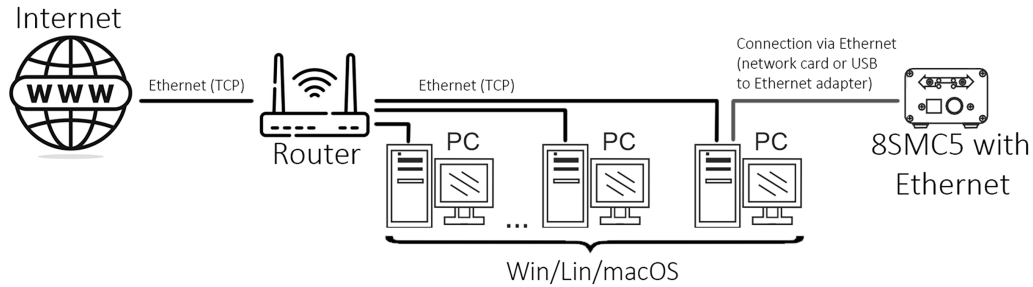 Internet
WWW
Ethernet (TCP)
Router
Ethernet (TCP)
PC
PC
PC
...
Win/Lin/macOS
Connection via Ethernet
(network card or USB
to Ethernet adapter)
8SMC5 with
Ethernet